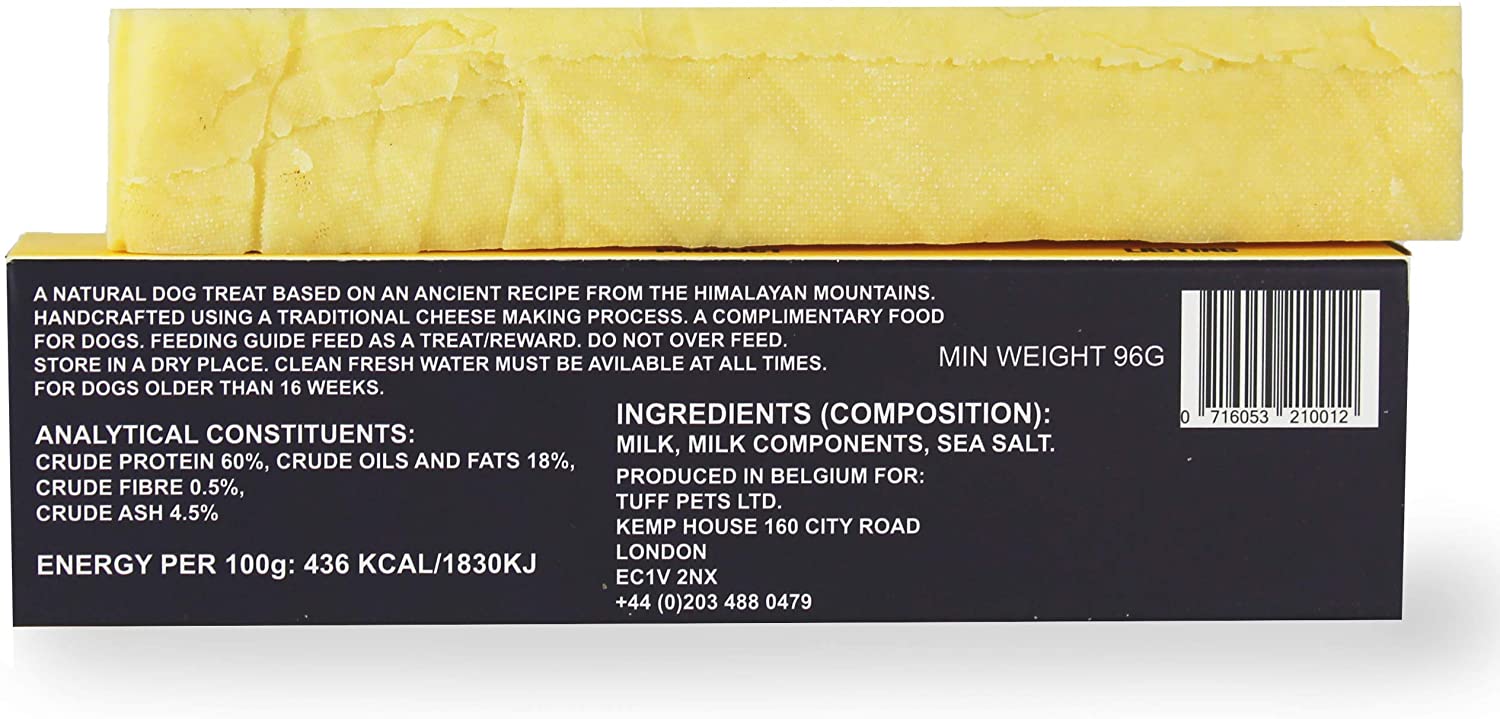 PRODUCT LASTING
A NATURAL DOG TREAT BASED ON AN ANCIENT RECIPE FROM THE HIMALAYAN MOUNTAINS.
HANDCRAFTED USING A TRADITIONAL CHEESE MAKING PROCESS. A COMPLIMENTARY FOOD
FOR DOGS. FEEDING GUIDE FEED AS A TREAT/REWARD. DO NOT OVER FEED.
STORE IN A DRY PLACE. CLEAN FRESH WATER MUST BE AVILABLE AT ALL TIMES.
FOR DOGS OLDER THAN 16 WEEKS.
MIN WEIGHT 96G
0 716053 210012
ANALYTICAL CONSTITUENTS:
CRUDE PROTEIN 60%, CRUDE OILS AND FATS 18%,
CRUDE FIBRE 0.5%,
CRUDE ASH 4.5%
ENERGY PER 100g: 436 KCAL/1830KJ
INGREDIENTS (COMPOSITION):
MILK, MILK COMPONENTS, SEA SALT.
PRODUCED IN BELGIUM FOR:
TUFF PETS LTD.
KEMP HOUSE 160 CITY ROAD
LONDON
EC1V 2NX
+44 (0)203 488 0479